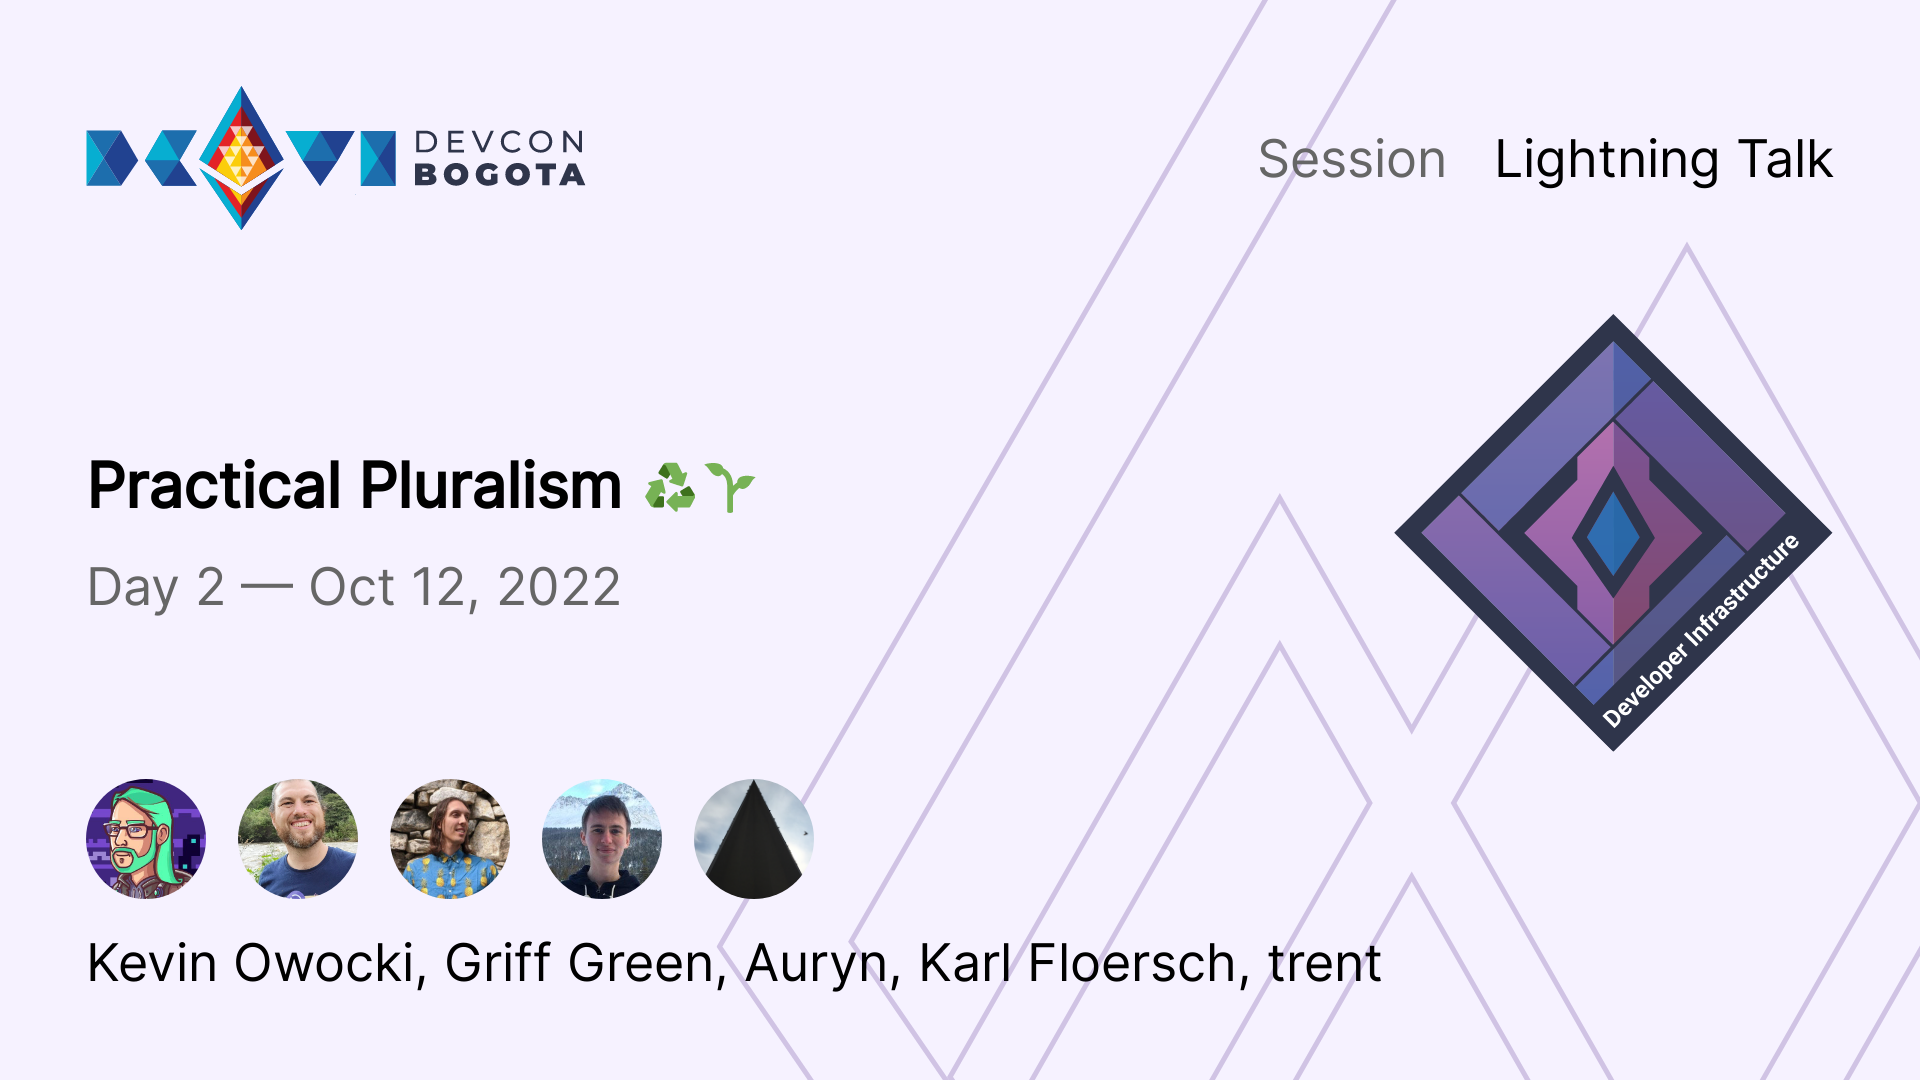 DEVCON
BOGOTA
Session Lightning Talk
Practical Pluralism ♻️🌱
Day 2 — Oct 12, 2022
Developer Infrastructure
Kevin Owocki, Griff Green, Auryn, Karl Floersch, trent